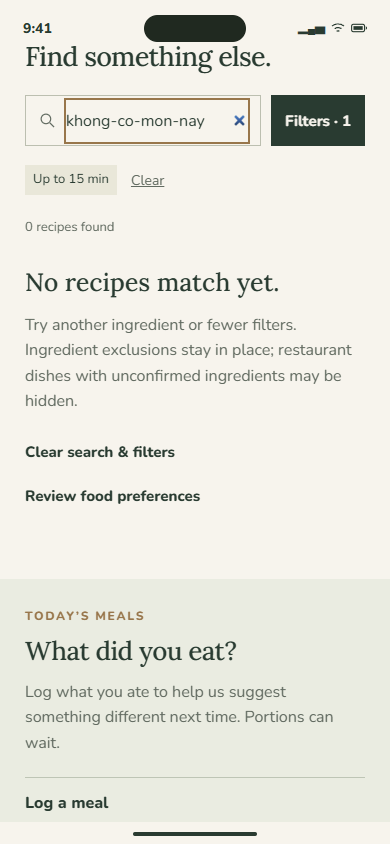 9:41
Find something else.
khong-co-mon-nay
Filters · 1
Up to 15 min
Clear
0 recipes found
No recipes match yet.
Try another ingredient or fewer filters.
Ingredient exclusions stay in place; restaurant
dishes with unconfirmed ingredients may be
hidden.
Clear search & filters
Review food preferences
TODAY'S MEALS
What did you eat?
Log what you ate to help us suggest
something different next time. Portions can
wait.
Log a meal